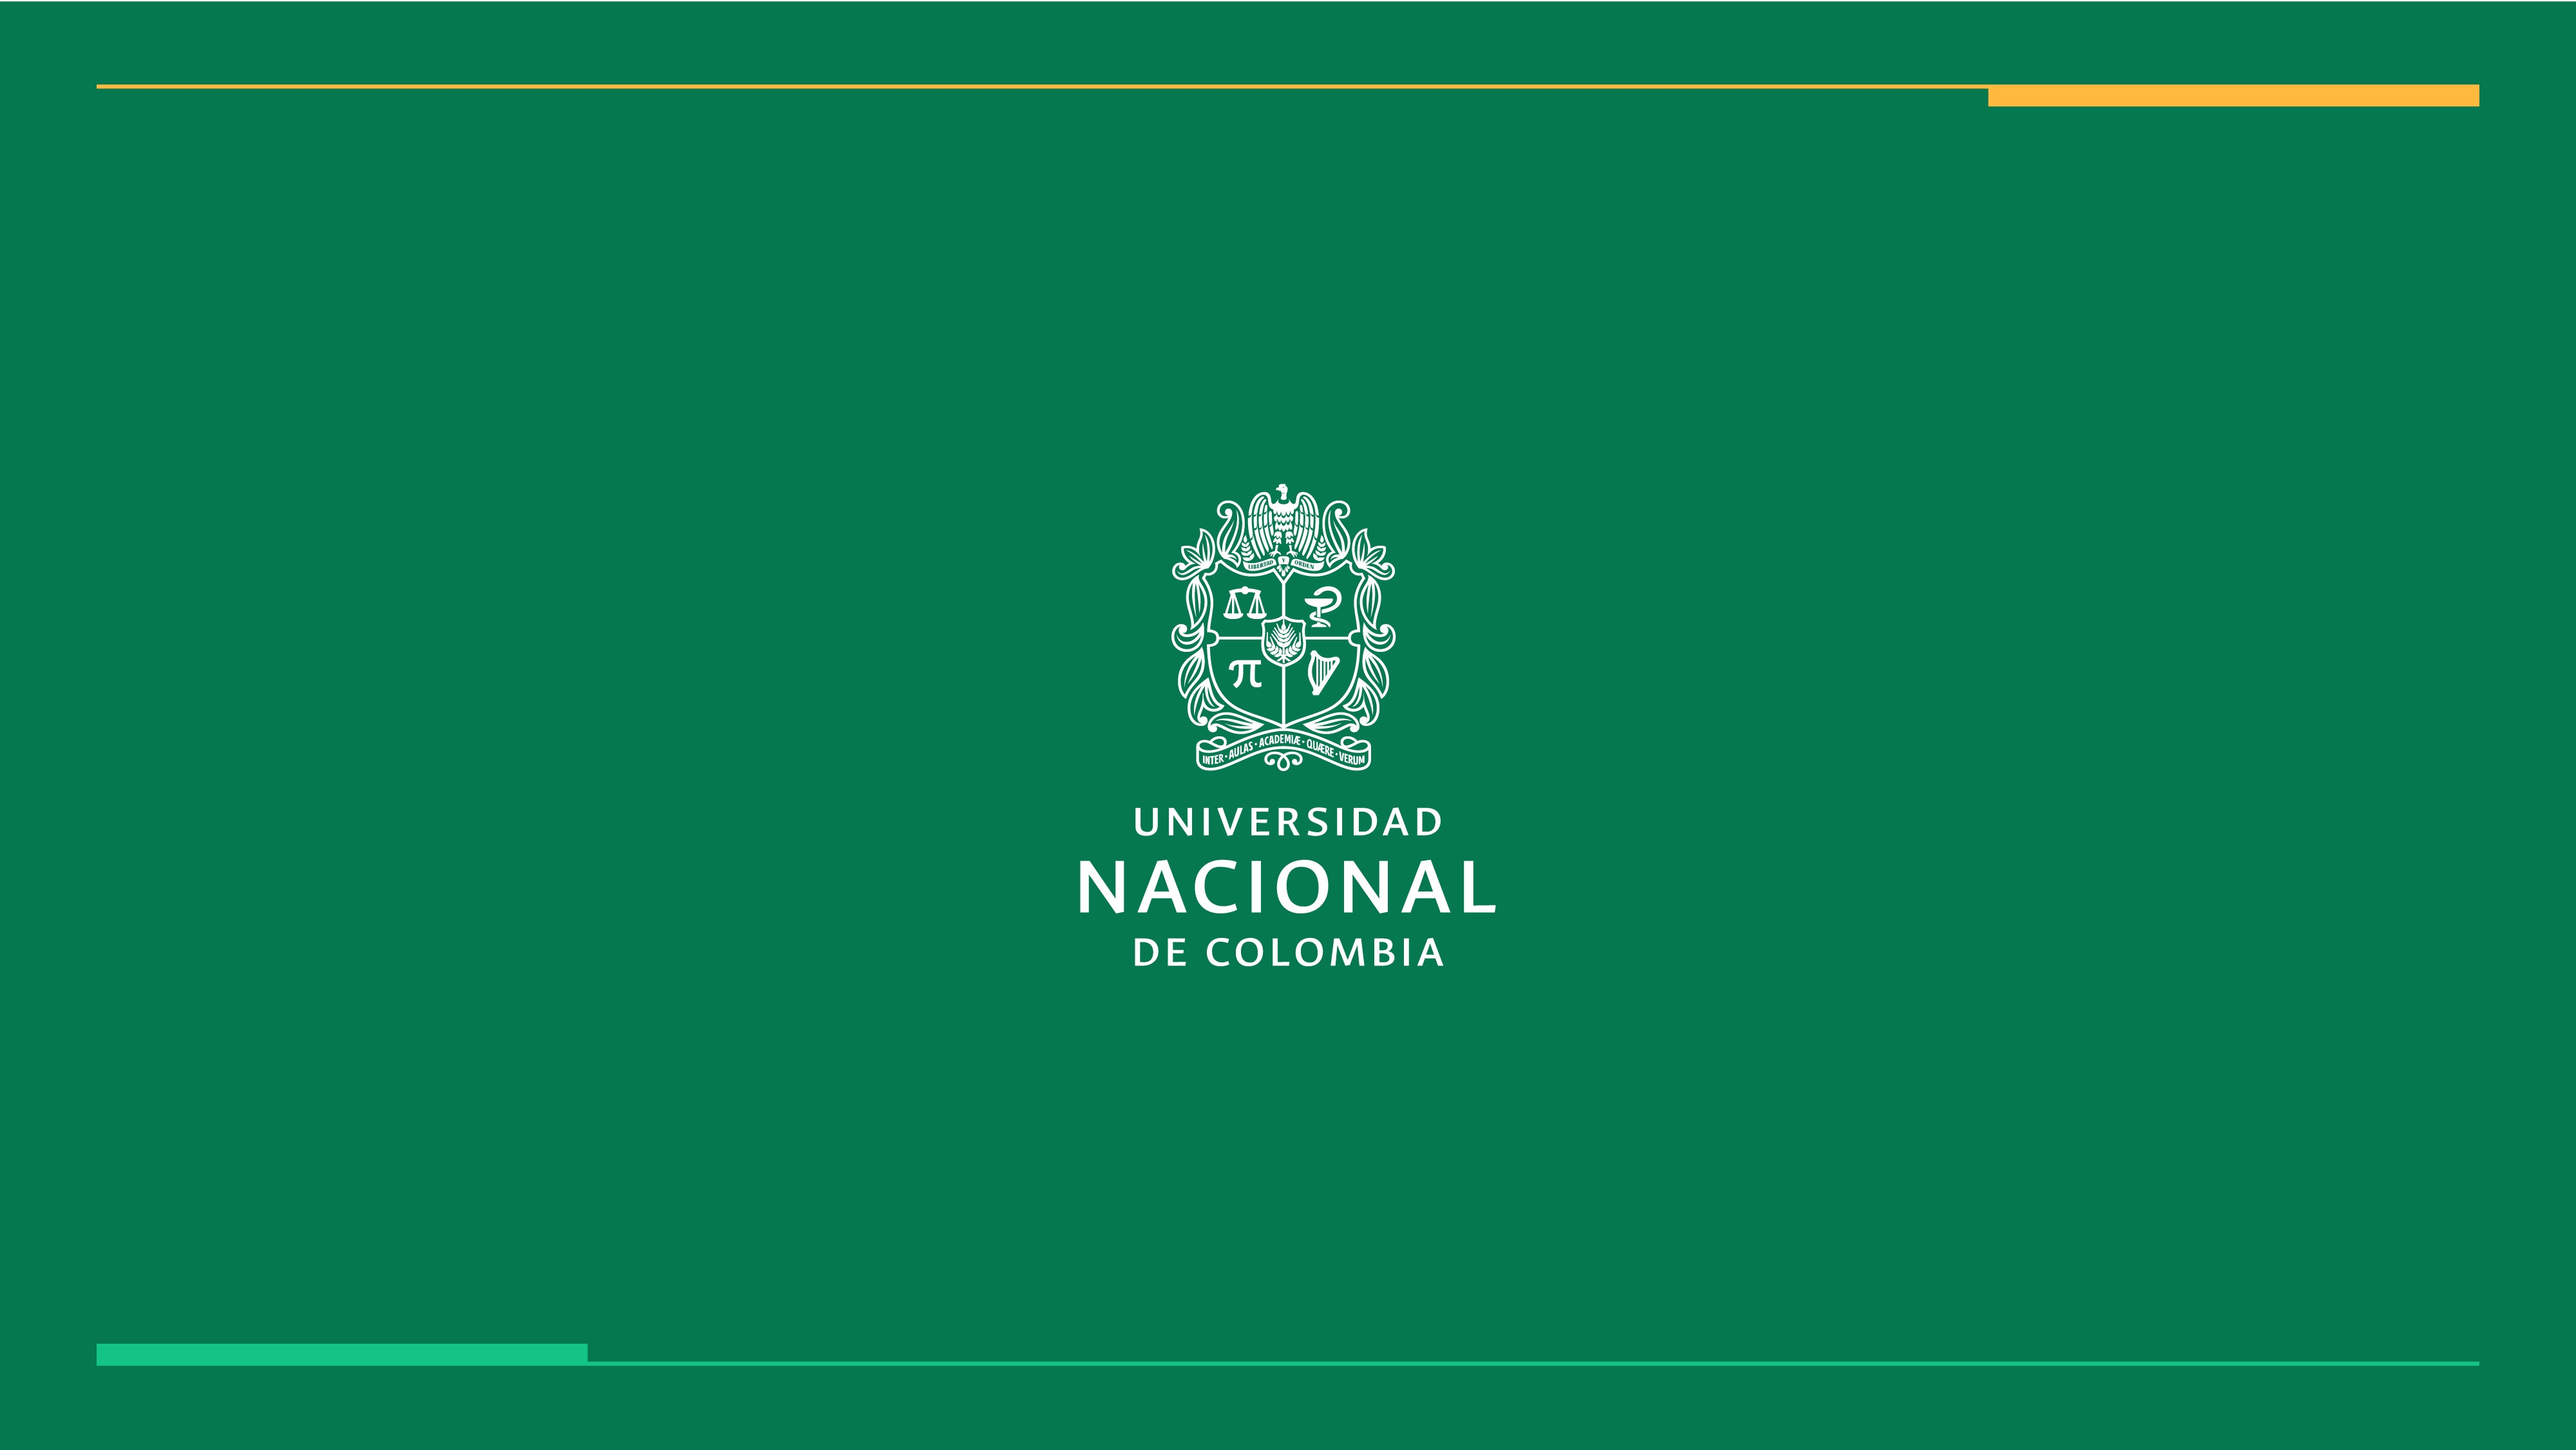 LIBERTAD Y ORDEN
π
INTER · AULAS · ACADEMIÆ · QUÆRE · VERUM
UNIVERSIDAD
NACIONAL
DE COLOMBIA